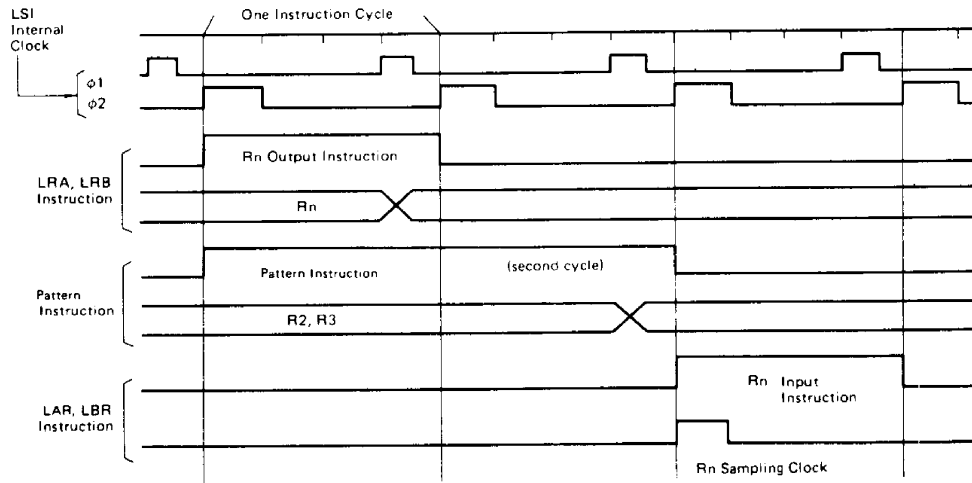 LSI
Internal
Clock
One Instruction Cycle
φ1
φ2
LRA, LRB
Instruction
Rn Output Instruction
Rn
Pattern
Instruction
Pattern Instruction
(second cycle)
R2, R3
LAR, LBR
Instruction
Rn Input
Instruction
Rn Sampling Clock